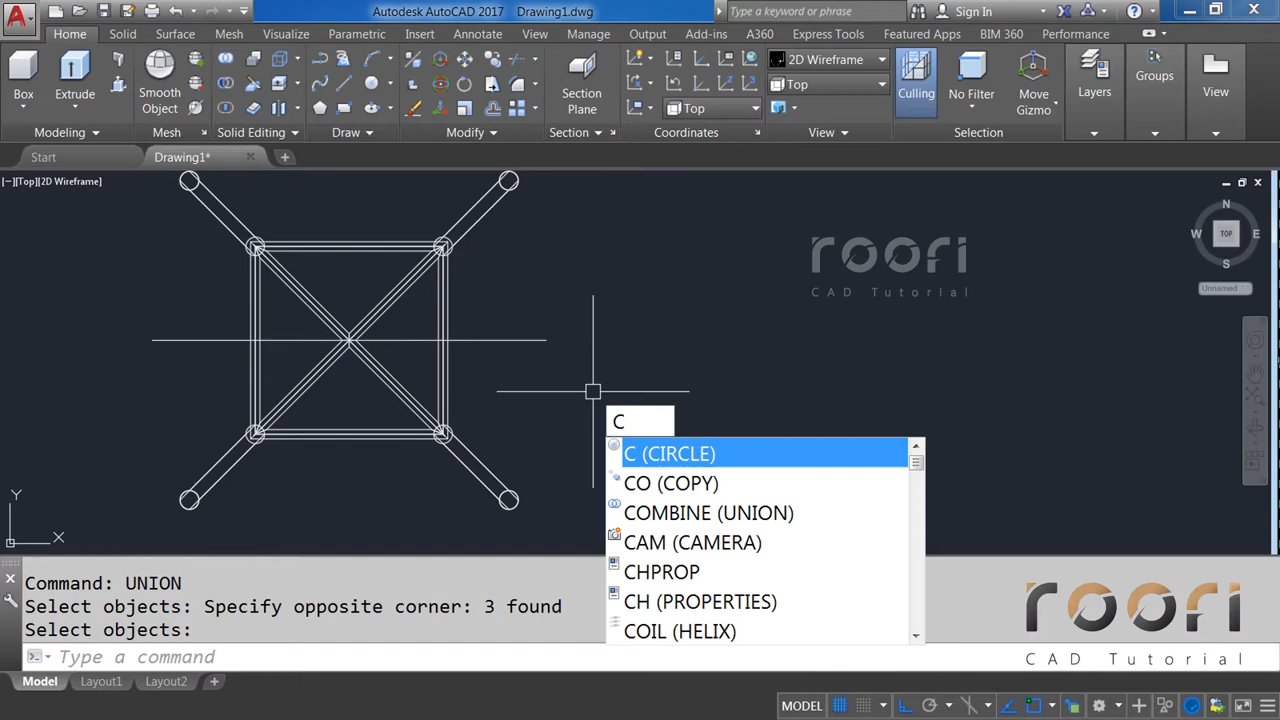 Autodesk AutoCAD 2017 Drawing1.dwg
Type a keyword or phrase
Sign In
Home Solid Surface Mesh Visualize Parametric Insert Annotate View Manage Output Add-ins A360 Express Tools Featured Apps BIM 360 Performance
Box
Extrude
Smooth
Object
Section
Plane
Top
2D Wireframe
Top
Culling
No Filter
Move
Gizmo
Layers
Groups
View
Modeling Mesh Solid Editing Draw Modify Section Coordinates View Selection
Start Drawing1*
[−][Top][2D Wireframe]
roofi
CAD Tutorial
N
W TOP E
S
Unnamed
C
C (CIRCLE)
CO (COPY)
COMBINE (UNION)
CAM (CAMERA)
CHPROP
CH (PROPERTIES)
COIL (HELIX)
Y
X
Command: UNION
Select objects: Specify opposite corner: 3 found
Select objects:
Type a command
roofi
CAD Tutorial
Model Layout1 Layout2
MODEL